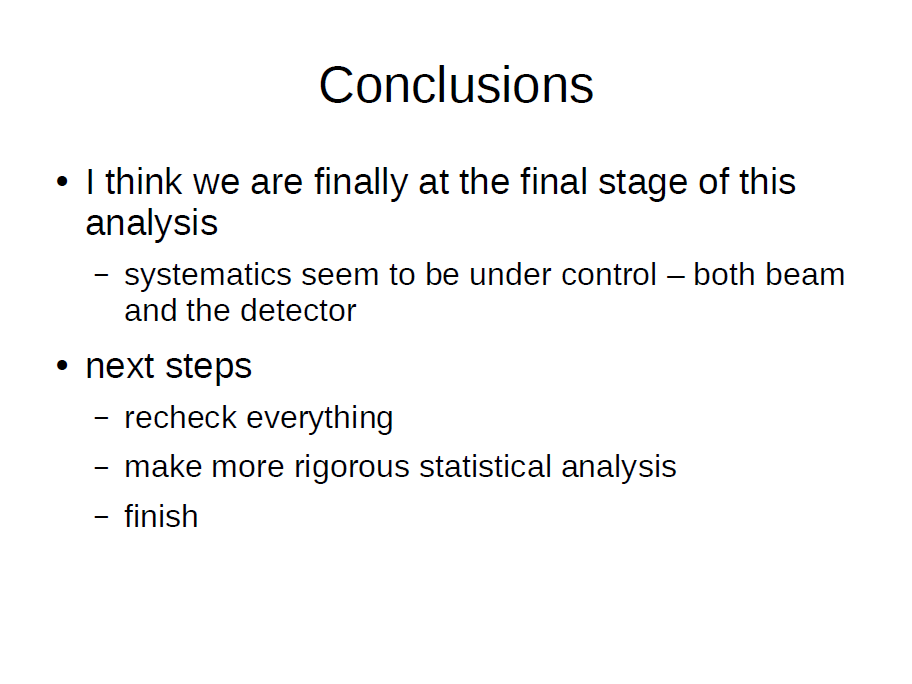 Conclusions
• I think we are finally at the final stage of this
analysis
– systematics seem to be under control – both beam
and the detector
• next steps
– recheck everything
– make more rigorous statistical analysis
– finish